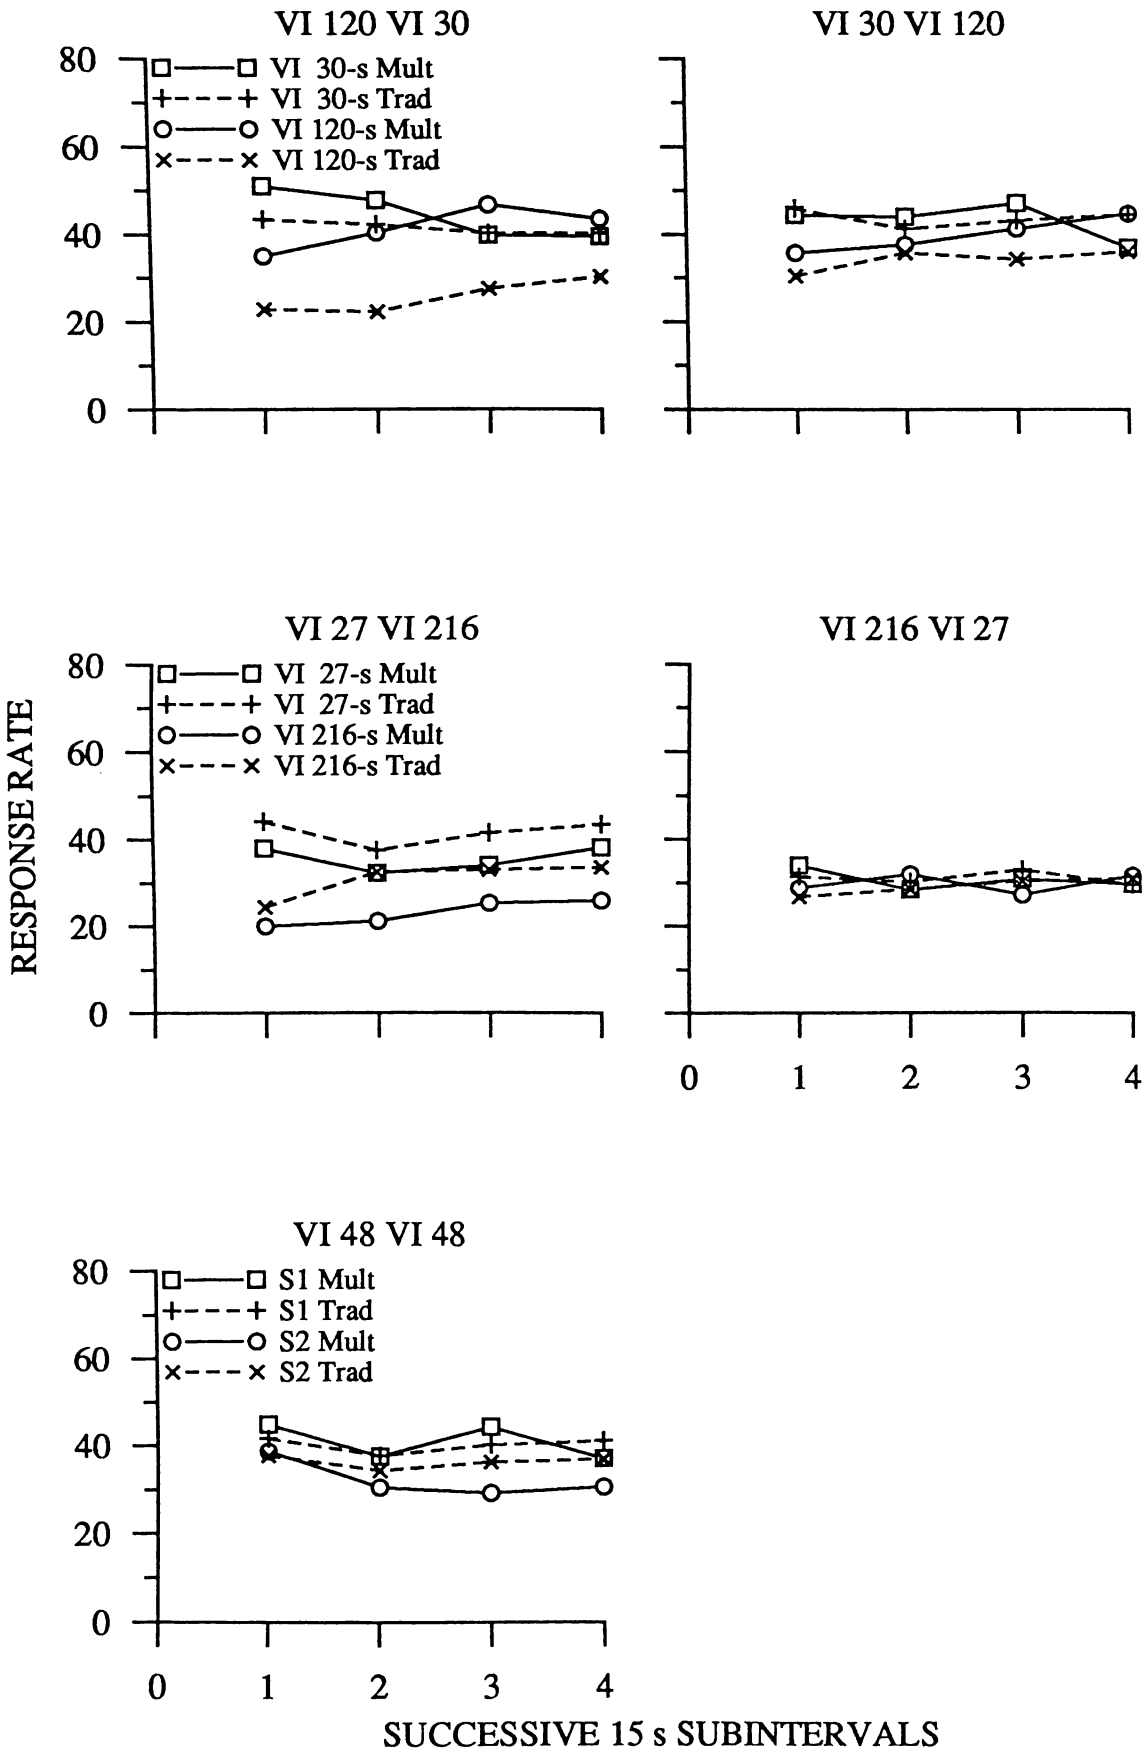 VI 120 VI 30
VI 30 VI 120
80
60
40
20
0
VI 30-s Mult
VI 30-s Trad
VI 120-s Mult
VI 120-s Trad
VI 27 VI 216
VI 216 VI 27
RESPONSE RATE
80
60
40
20
0
VI 27-s Mult
VI 27-s Trad
VI 216-s Mult
VI 216-s Trad
0 1 2 3 4
VI 48 VI 48
80
60
40
20
0
S1 Mult
S1 Trad
S2 Mult
S2 Trad
0 1 2 3 4
SUCCESSIVE 15 s SUBINTERVALS